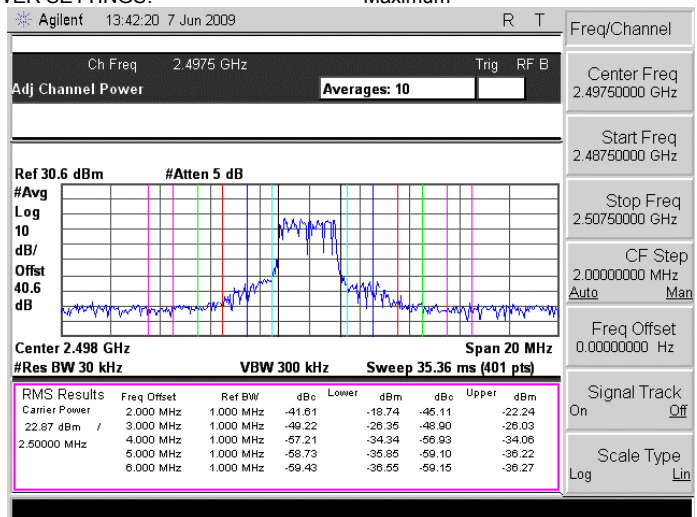 Maximum
Agilent 13:42:20 7 Jun 2009 R T
Ch Freq 2.4975 GHz Trig RF B
Adj Channel Power Averages: 10
Ref 30.6 dBm #Atten 5 dB
#Avg
Log
10
dB/
Offst
40.6
dB
Center 2.498 GHz Span 20 MHz
#Res BW 30 kHz VBW 300 kHz Sweep 35.36 ms (401 pts)
RMS Results Freq Offset Ref BW dBc Lower dBm dBc Upper dBm
Carrier Power 2.000 MHz 1.000 MHz -41.61 -18.74 -45.11 -22.24
22.87 dBm / 3.000 MHz 1.000 MHz -49.22 -26.35 -48.90 -26.03
2.50000 MHz 4.000 MHz 1.000 MHz -57.21 -34.34 -56.93 -34.06
5.000 MHz 1.000 MHz -58.73 -35.85 -59.10 -36.22
6.000 MHz 1.000 MHz -59.43 -36.55 -59.15 -36.27
Freq/Channel
Center Freq
2.49750000 GHz
Start Freq
2.48750000 GHz
Stop Freq
2.50750000 GHz
CF Step
2.00000000 MHz
Auto Man
Freq Offset
0.00000000 Hz
Signal Track
On Off
Scale Type
Log Lin